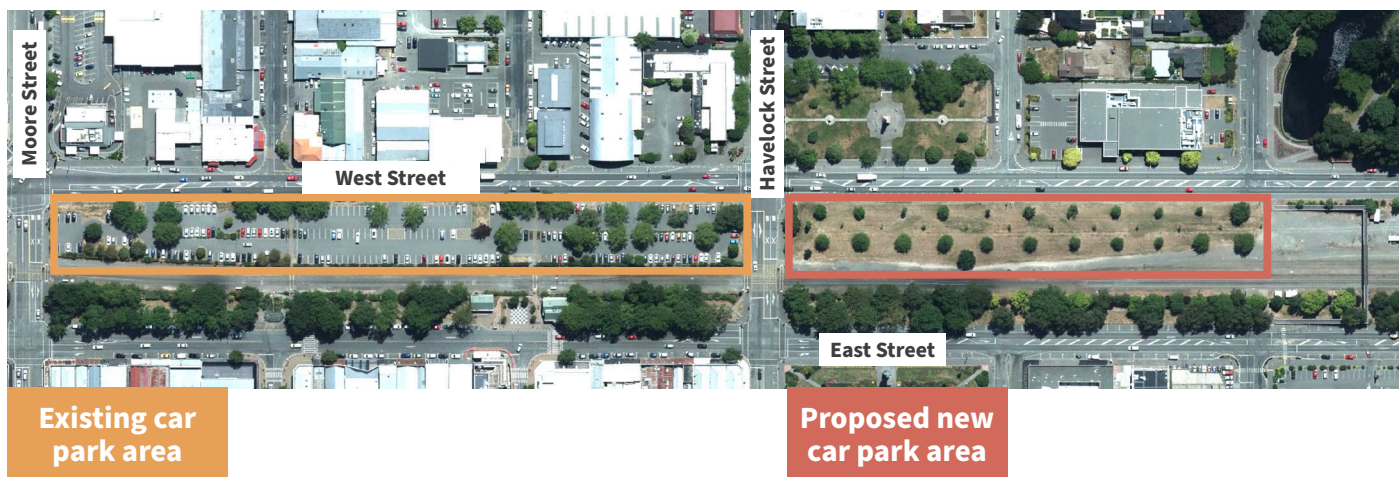 Moore Street
West Street
Havelock Street
East Street
Existing car
park area
Proposed new
car park area